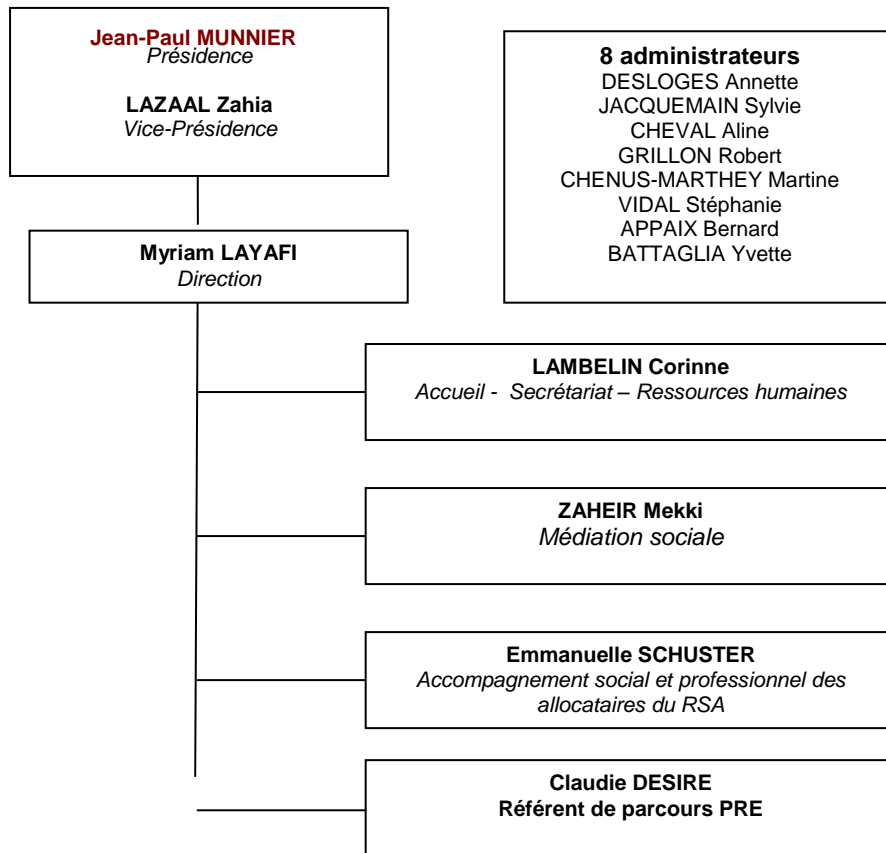 Jean-Paul MUNNIER
Présidence
LAZAAL Zahia
Vice-Présidence
8 administrateurs
DESLOGES Annette
JACQUEMAIN Sylvie
CHEVAL Aline
GRILLON Robert
CHENUS-MARTHEY Martine
VIDAL Stéphanie
APPAIX Bernard
BATTAGLIA Yvette
Myriam LAYAFI
Direction
LAMBELIN Corinne
Accueil - Secrétariat – Ressources humaines
ZAHEIR Mekki
Médiation sociale
Emmanuelle SCHUSTER
Accompagnement social et professionnel des
allocataires du RSA
Claudie DESIRE
Référent de parcours PRE